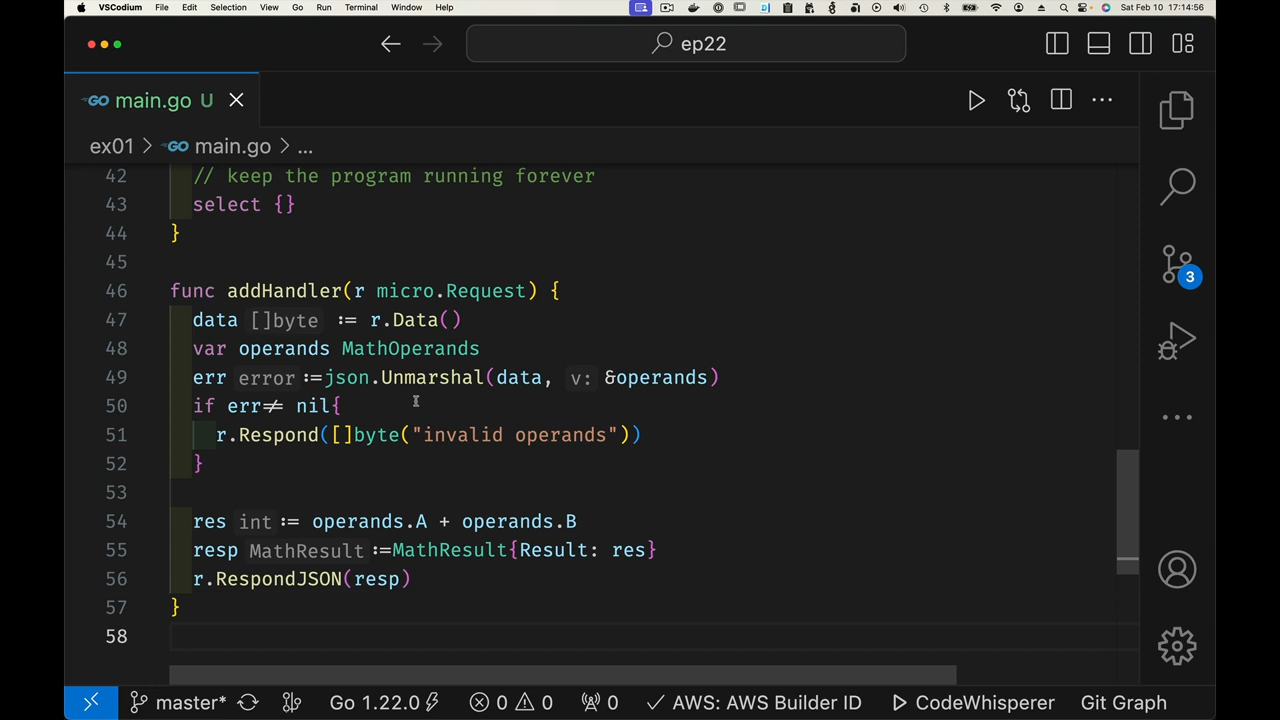 VSCodium File Edit Selection View Go Run Terminal Window Help Sat Feb 10 17:14:56
ep22
GO main.go U
ex01 > GO main.go > ...
42 // keep the program running forever
43 select {}
44 }
45
46 func addHandler(r micro.Request) {
47 data []byte := r.Data()
48 var operands MathOperands
49 err error :=json.Unmarshal(data, v: &operands)
50 if err≠ nil{
51 r.Respond([]byte("invalid operands"))
52 }
53
54 res int := operands.A + operands.B
55 resp MathResult :=MathResult{Result: res}
56 r.RespondJSON(resp)
57 }
58
3
master* Go 1.22.0 0 0 0 AWS: AWS Builder ID CodeWhisperer Git Graph